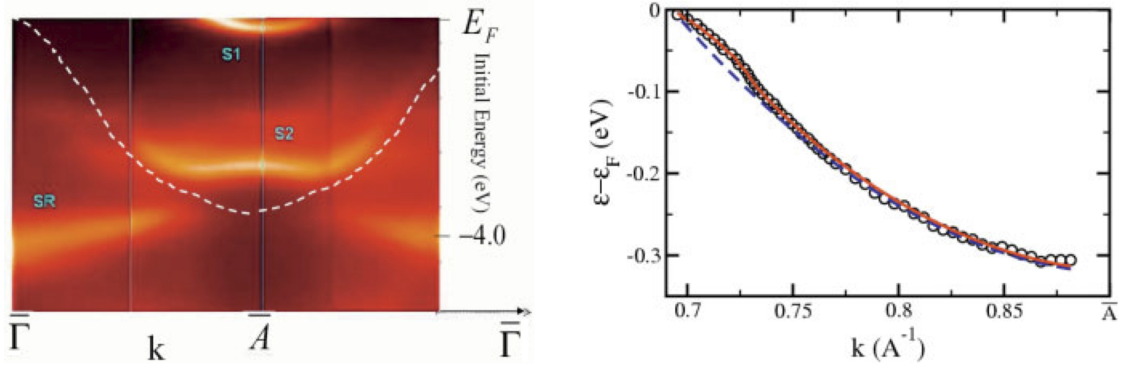 S1
S2
SR
E_F
Initial Energy (eV)
−4.0
Γ̅
k
A̅
Γ̅
0
-0.1
-0.2
-0.3
ε−ε_F (eV)
0.7
0.75
0.8
0.85
A̅
k (A⁻¹)